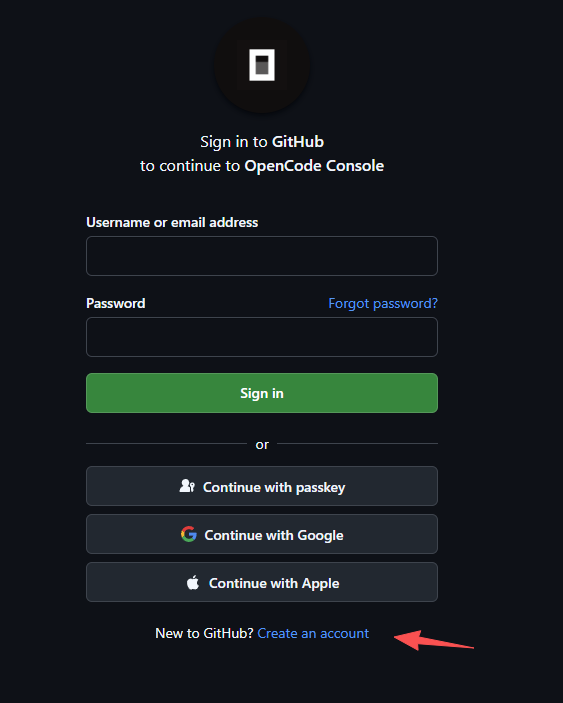 Sign in to GitHub
to continue to OpenCode Console
Username or email address
Password Forgot password?
Sign in
or
Continue with passkey
Continue with Google
Continue with Apple
New to GitHub? Create an account